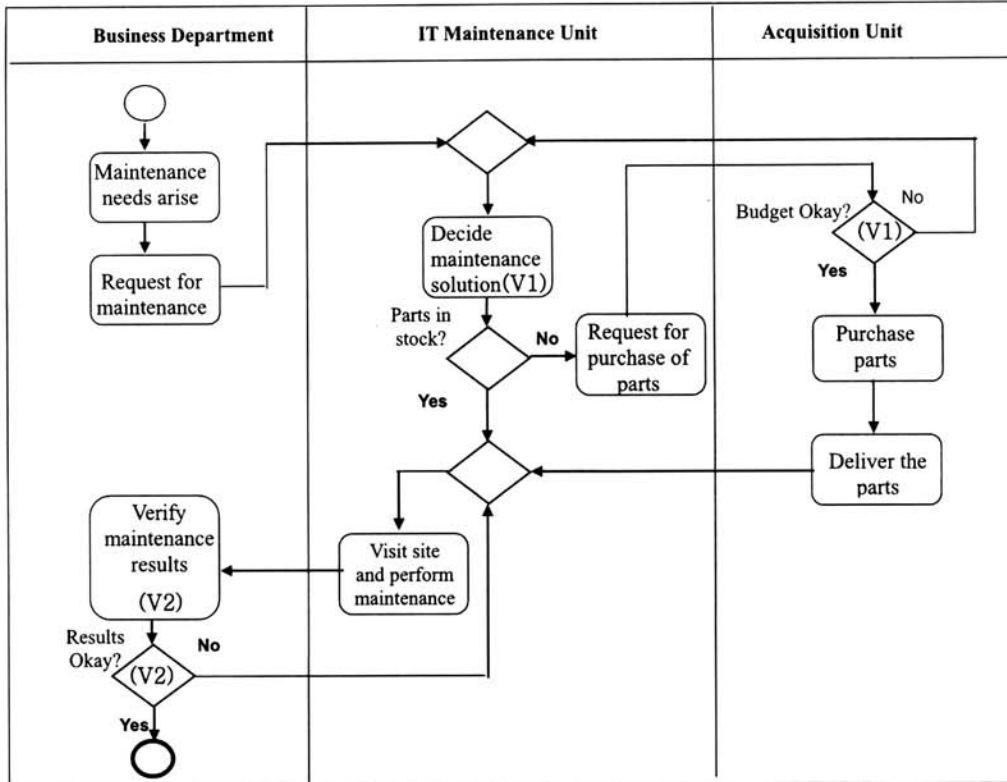 Business Department
IT Maintenance Unit
Acquisition Unit
Maintenance
needs arise
Request for
maintenance
Decide
maintenance
solution(V1)
Parts in
stock?
No
Yes
Request for
purchase of
parts
Budget Okay?
(V1)
No
Yes
Purchase
parts
Deliver the
parts
Visit site
and perform
maintenance
Verify
maintenance
results
(V2)
Results
Okay?
(V2)
No
Yes